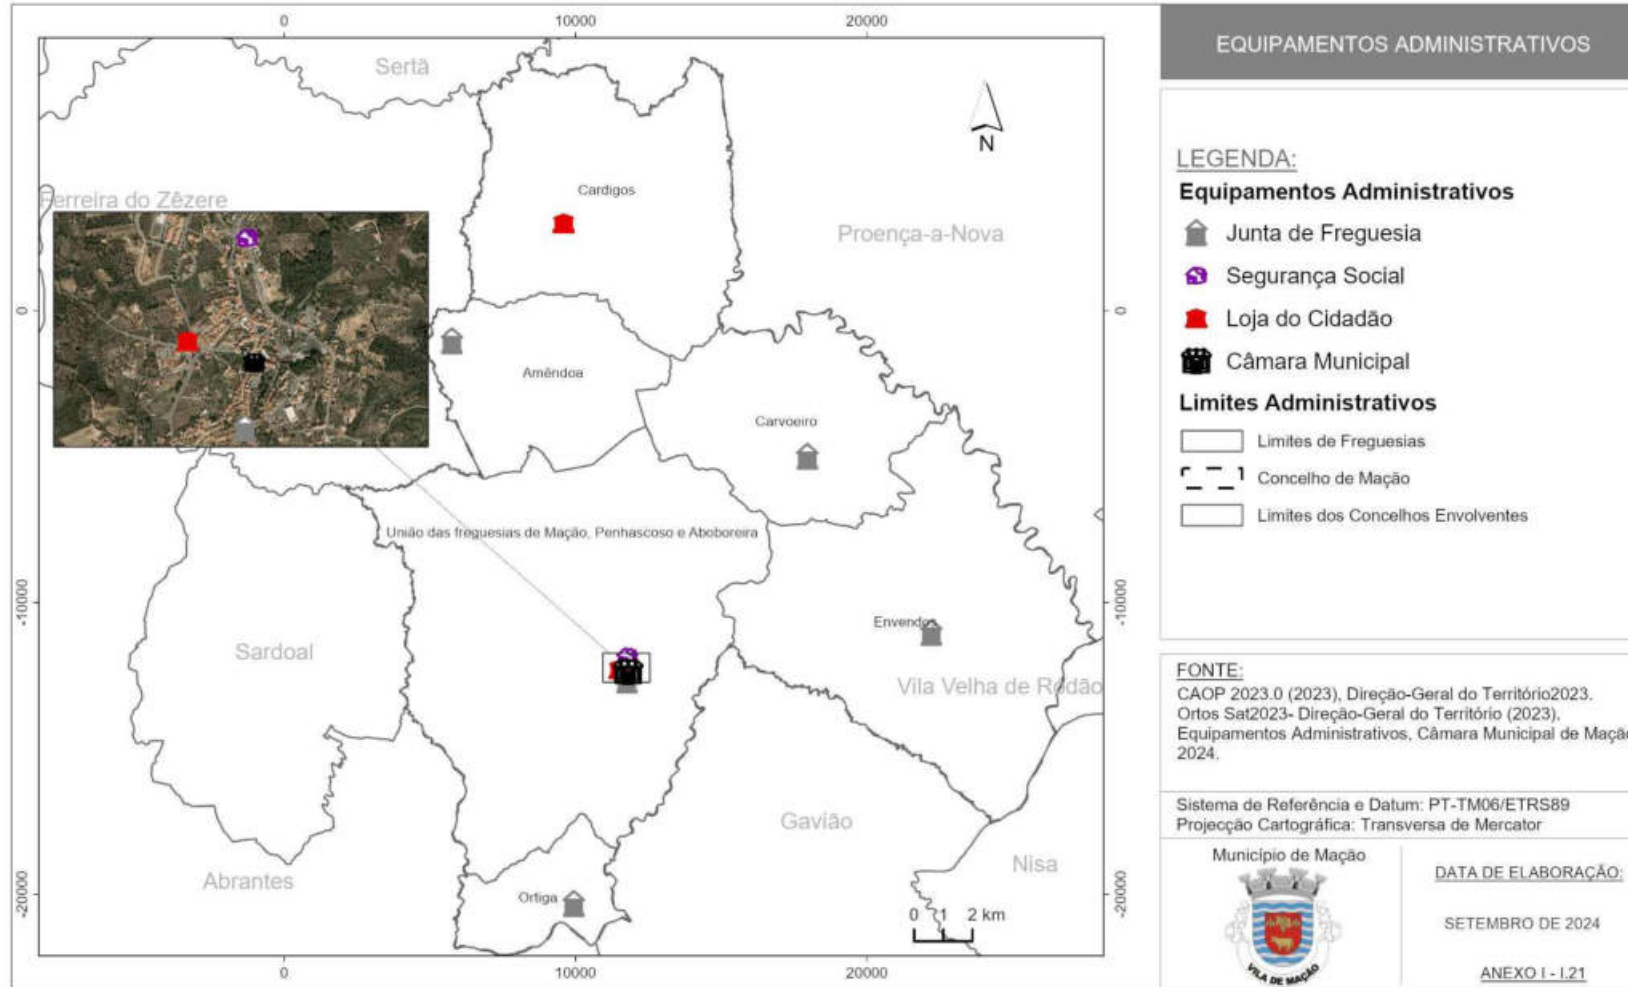 0
10000
20000
Sertã
N
Cardigos
Ferreira do Zêzere
Proença-a-Nova
0
0
Amêndoa
Carvoeiro
União das freguesias de Mação, Penhascoso e Aboboreira
-10000
-10000
Envendos
Sardoal
Vila Velha de Ródão
Gavião
Nisa
Abrantes
Ortiga
-20000
-20000
0 1 2 km
0
10000
20000
EQUIPAMENTOS ADMINISTRATIVOS
LEGENDA:
Equipamentos Administrativos
Junta de Freguesia
Segurança Social
Loja do Cidadão
Câmara Municipal
Limites Administrativos
Limites de Freguesias
Concelho de Mação
Limites dos Concelhos Envolventes
FONTE:
CAOP 2023.0 (2023), Direção-Geral do Território2023.
Ortos Sat2023- Direção-Geral do Território (2023).
Equipamentos Administrativos, Câmara Municipal de Mação
2024.
Sistema de Referência e Datum: PT-TM06/ETRS89
Projecção Cartográfica: Transversa de Mercator
Município de Mação
VILA DE MAÇÃO
DATA DE ELABORAÇÃO:
SETEMBRO DE 2024
ANEXO I - I.21